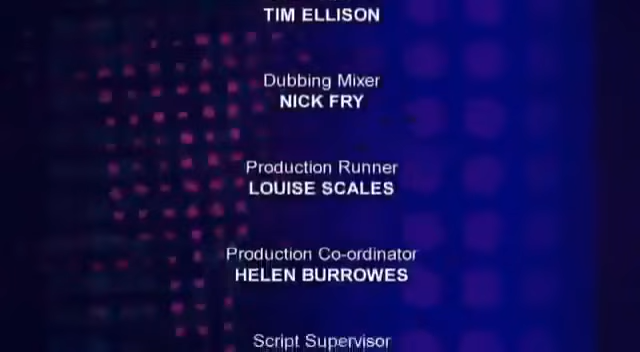 TIM ELLISON
Dubbing Mixer
NICK FRY
Production Runner
LOUISE SCALES
Production Co-ordinator
HELEN BURROWES
Script Supervisor